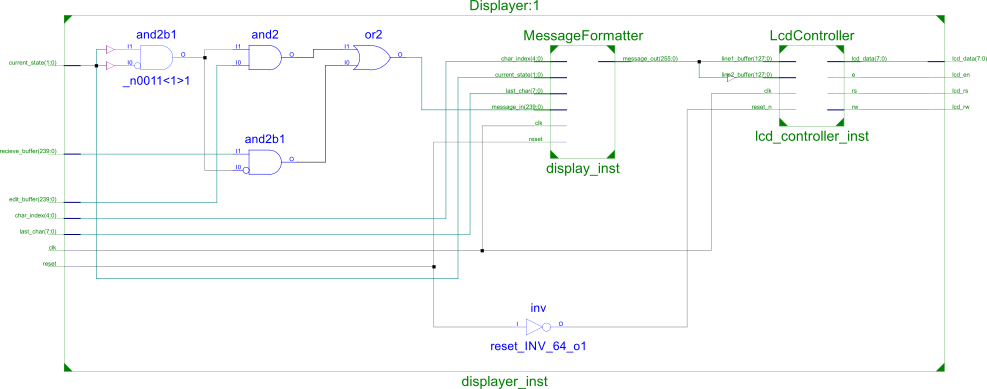 Displayer:1
and2b1
and2
or2
MessageFormatter
LcdController
I1
I0
O
_n0011<1>1
I1
I0
O
I1
I0
O
current_state(1:0)
char_index(4:0)
current_state(1:0)
last_char(7:0)
message_in(239:0)
clk
reset
message_out(255:0)
line1_buffer(127:0)
line2_buffer(127:0)
clk
reset_n
lcd_data(7:0)
e
rs
rw
lcd_data(7:0)
lcd_en
lcd_rs
lcd_rw
display_inst
lcd_controller_inst
and2b1
I1
I0
O
recieve_buffer(239:0)
edit_buffer(239:0)
char_index(4:0)
last_char(7:0)
clk
reset
inv
I
O
reset_INV_64_o1
displayer_inst